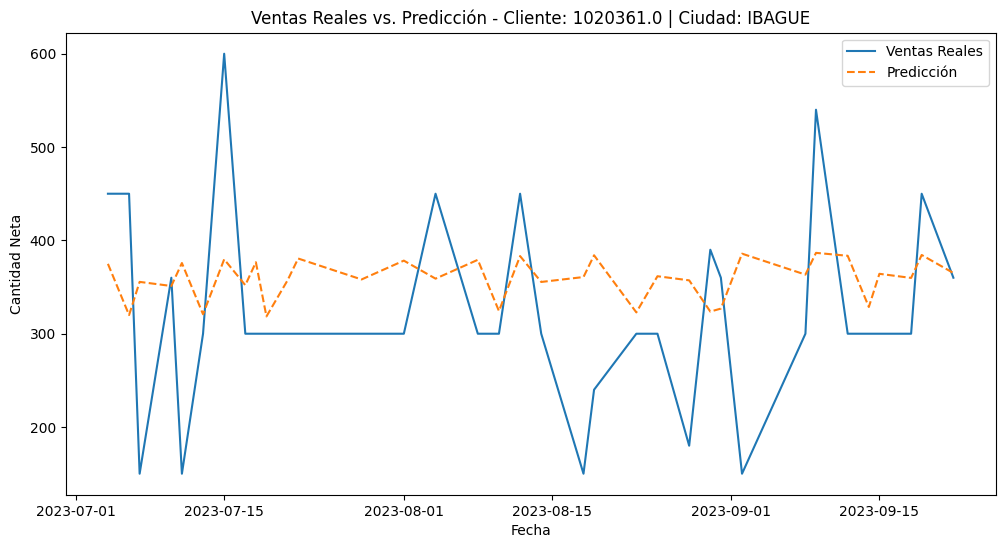 Ventas Reales vs. Predicción - Cliente: 1020361.0 | Ciudad: IBAGUE
Ventas Reales
Predicción
Cantidad Neta
600
500
400
300
200
2023-07-01
2023-07-15
2023-08-01
2023-08-15
2023-09-01
2023-09-15
Fecha